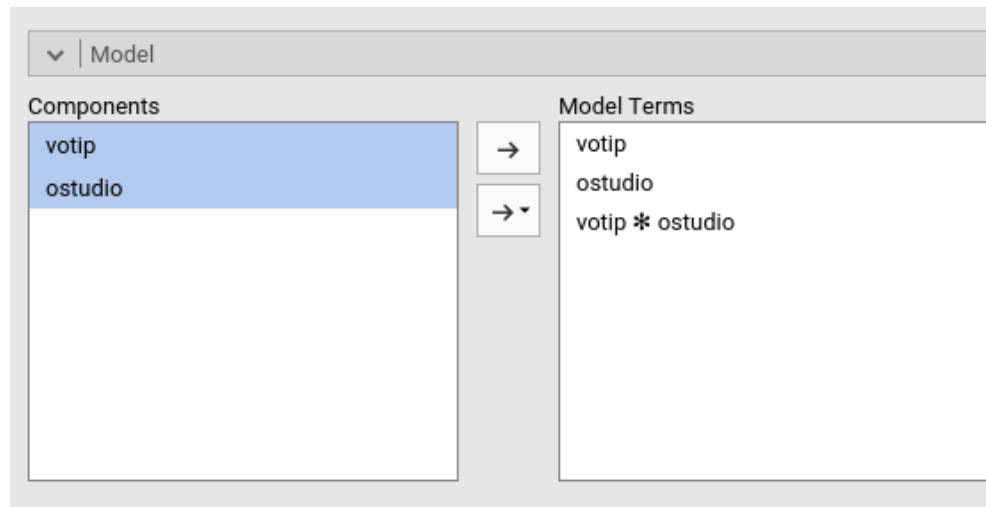 Model
Components
votip
ostudio
Model Terms
votip
ostudio
votip ✻ ostudio